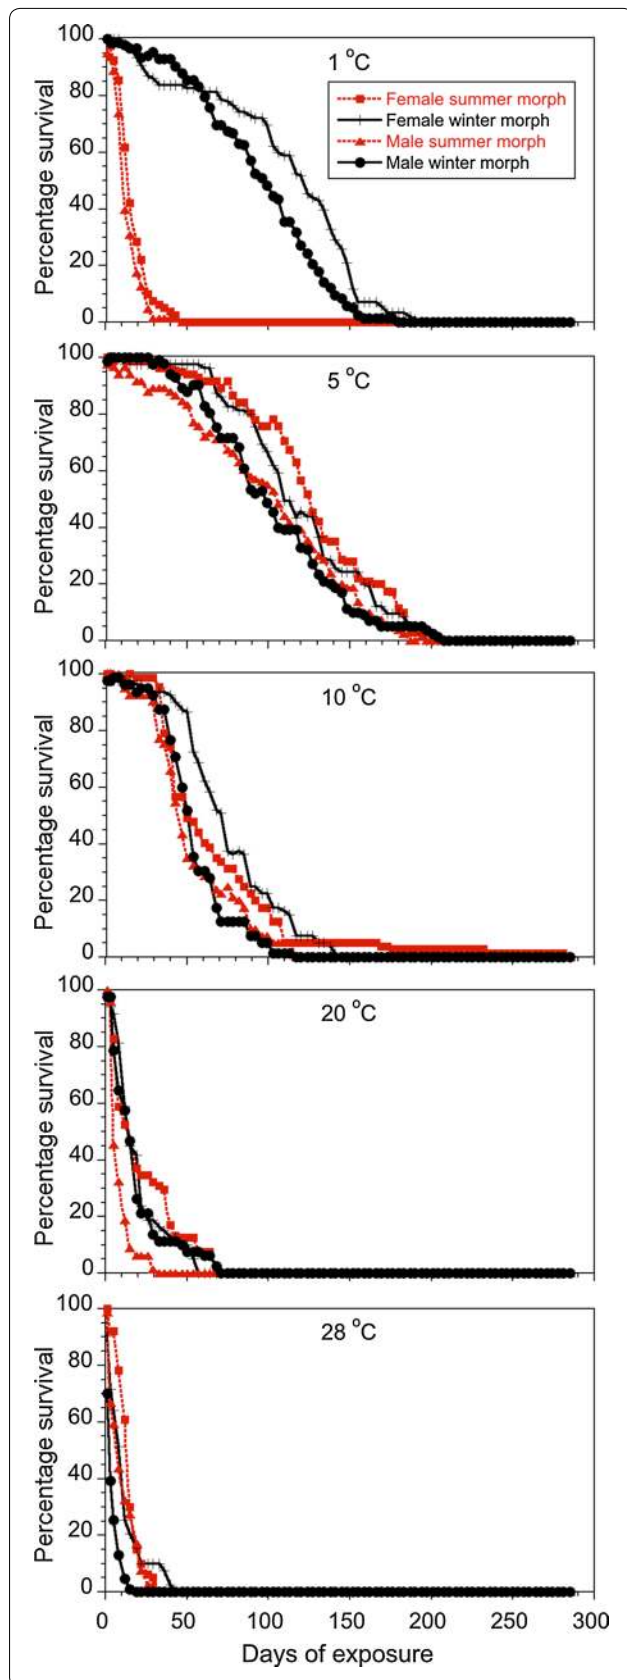 100
80
60
40
20
0
Percentage survival
1 °C
Female summer morph
Female winter morph
Male summer morph
Male winter morph
100
80
60
40
20
0
Percentage survival
5 °C
100
80
60
40
20
0
Percentage survival
10 °C
100
80
60
40
20
0
Percentage survival
20 °C
100
80
60
40
20
0
Percentage survival
28 °C
0 50 100 150 200 250 300
Days of exposure